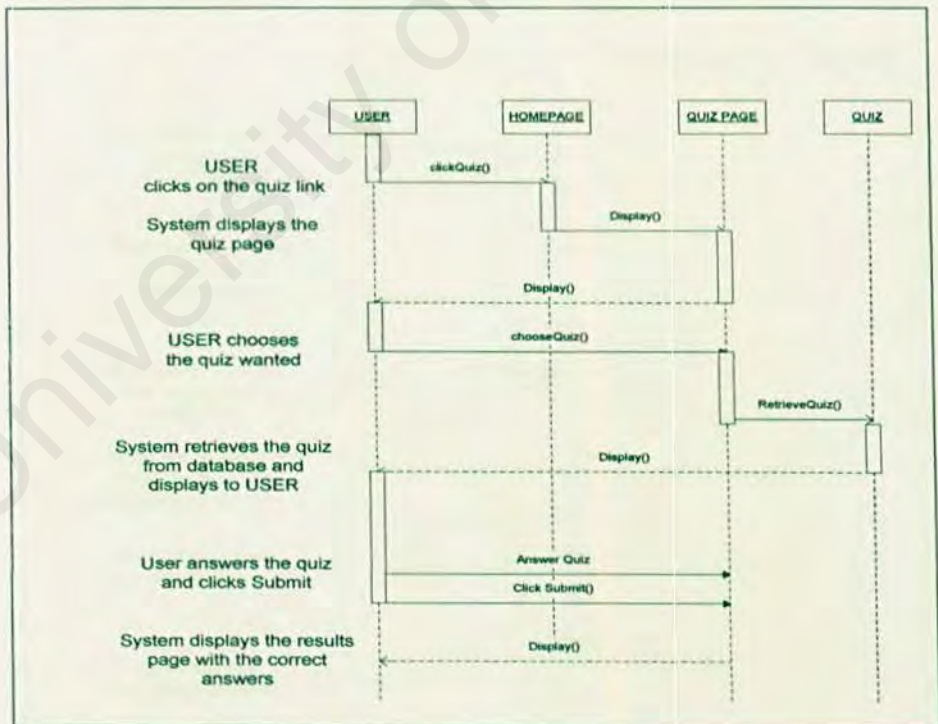 University of
USER HOMEPAGE QUIZ PAGE QUIZ
USER
clicks on the quiz link
clickQuiz()
System displays the
quiz page
Display()
Display()
USER chooses
the quiz wanted
chooseQuiz()
RetrieveQuiz()
System retrieves the quiz
from database and
displays to USER
Display()
User answers the quiz
and clicks Submit
Answer Quiz
Click Submit()
System displays the results
page with the correct
answers
Display()